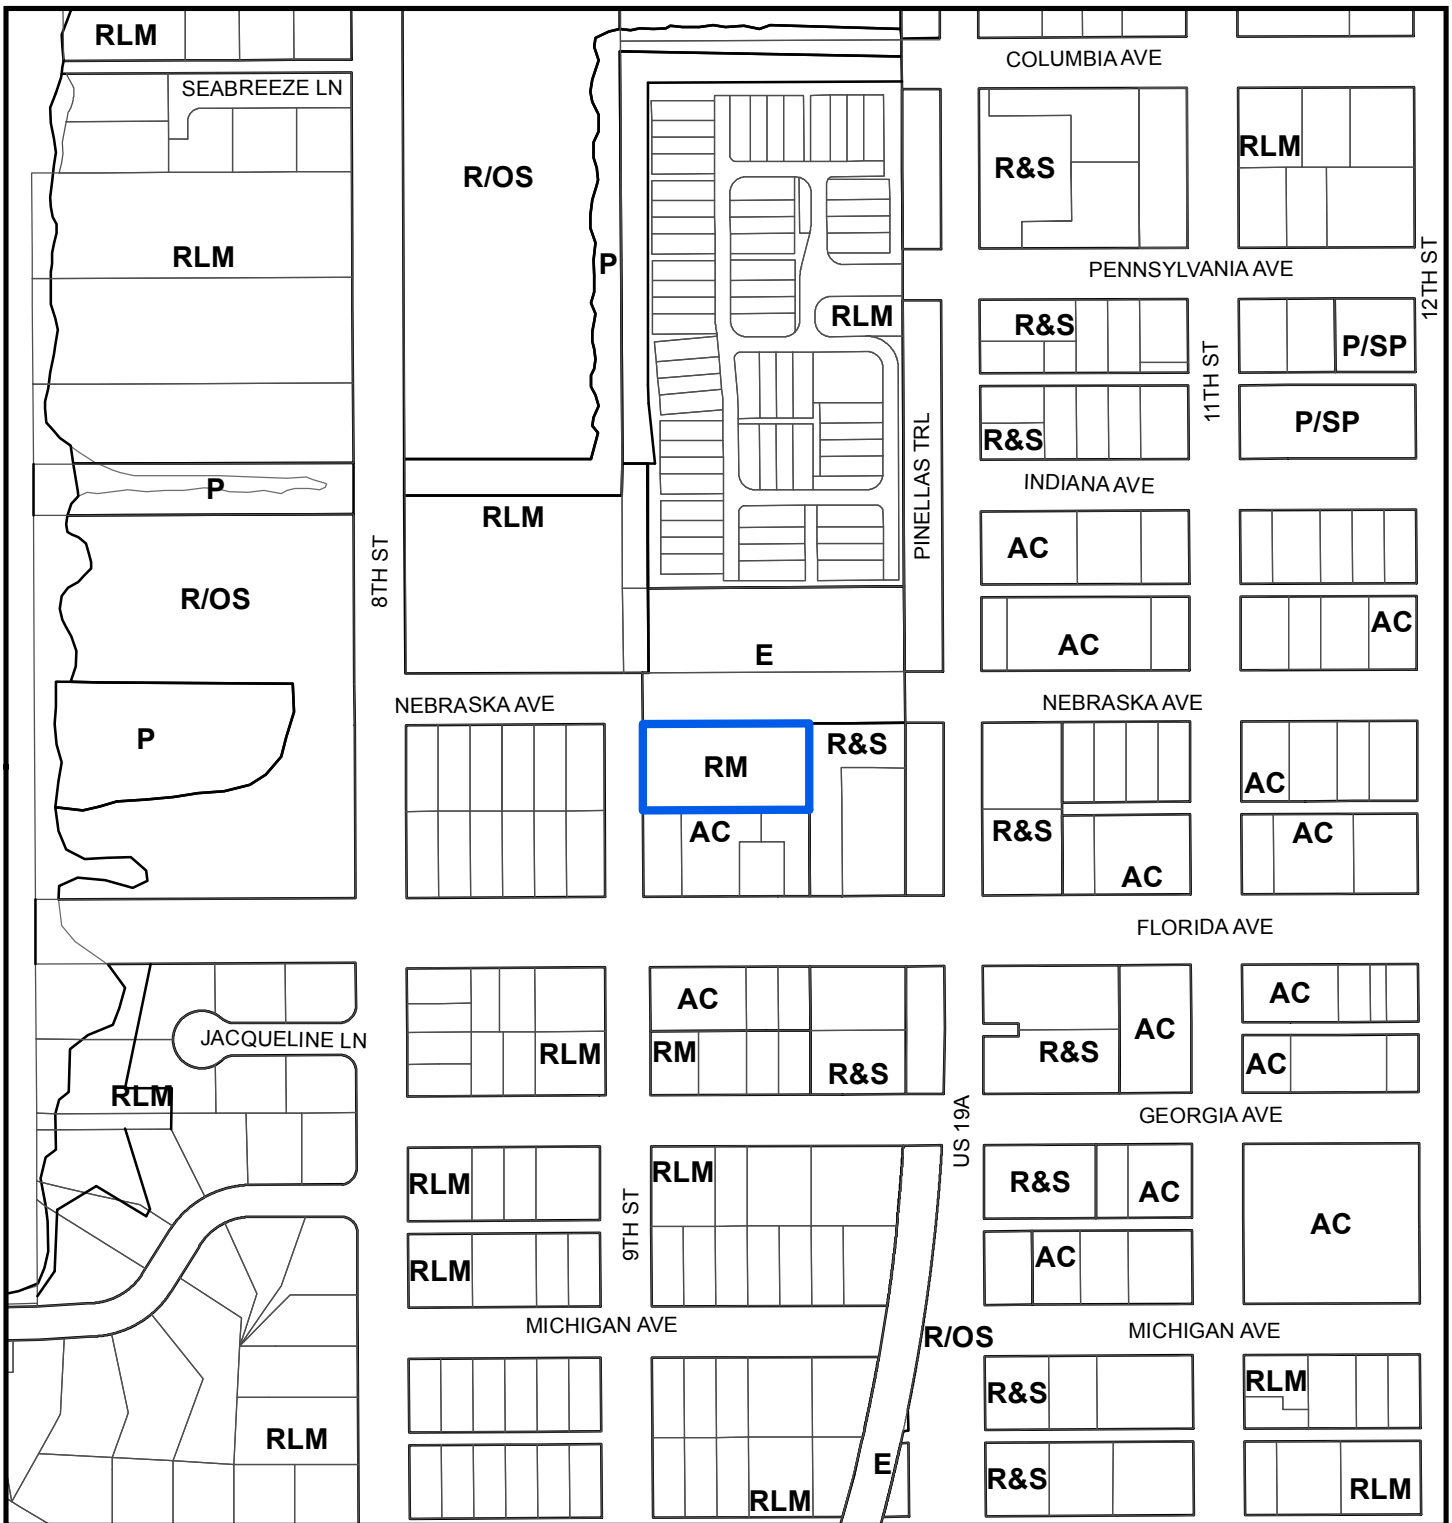 RLM
COLUMBIA AVE
SEABREEZE LN
RLM
R&S
R/OS
RLM
P
PENNSYLVANIA AVE
12TH ST
RLM
R&S
P/SP
11TH ST
P/SP
R&S
PINELLAS TRL
INDIANA AVE
P
RLM
AC
8TH ST
R/OS
AC
AC
E
NEBRASKA AVE
NEBRASKA AVE
P
RM
R&S
AC
AC
R&S
AC
AC
FLORIDA AVE
AC
AC
JACQUELINE LN
AC
RLM
RM
R&S
R&S
AC
RLM
US 19A
GEORGIA AVE
RLM
RLM
R&S
AC
9TH ST
AC
RLM
AC
MICHIGAN AVE
R/OS
MICHIGAN AVE
R&S
RLM
RLM
E
R&S
RLM
RLM